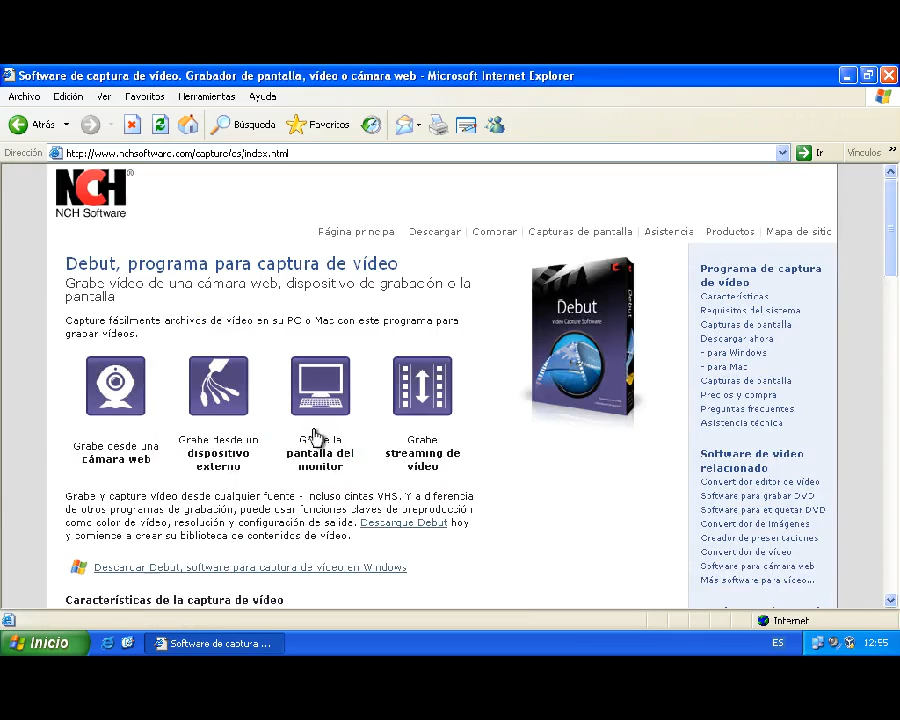 Software de captura de vídeo. Grabador de pantalla, vídeo o cámara web - Microsoft Internet Explorer
Archivo Edición Ver Favoritos Herramientas Ayuda
Atrás Búsqueda Favoritos
Dirección http://www.nchsoftware.com/capture/es/index.html Ir Vínculos »
NCH®
NCH Software
Página principal | Descargar | Comprar | Capturas de pantalla | Asistencia | Productos | Mapa de sitio
Debut, programa para captura de vídeo
Grabe vídeo de una cámara web, dispositivo de grabación o la
pantalla
Capture fácilmente archivos de vídeo en su PC o Mac con este programa para
grabar vídeos.
Grabe desde una
cámara web
Grabe desde un
dispositivo
externo
la
pantalla del
monitor
Grabe
streaming de
vídeo
Debut
Video Capture Software
Debut
Grabe y capture vídeo desde cualquier fuente - incluso cintas VHS. Y a diferencia
de otros programas de grabación, puede usar funciones claves de preproducción
como color de vídeo, resolución y configuración de salida. Descargue Debut hoy
y comience a crear su biblioteca de contenidos de vídeo.
Descargar Debut, software para captura de vídeo en Windows
Características de la captura de vídeo
Programa de captura
de vídeo
Características
Requisitos del sistema
Capturas de pantalla
Descargar ahora
- para Windows
- para Mac
Capturas de pantalla
Precios y compra
Preguntas frecuentes
Asistencia técnica
Software de vídeo
relacionado
Convertidor editor de vídeo
Software para grabar DVD
Software para etiquetar DVD
Convertidor de imágenes
Creador de presentaciones
Convertidor de vídeo
Software para cámara web
Más software para vídeo...
Internet
Inicio Software de captura ... ES 12:55